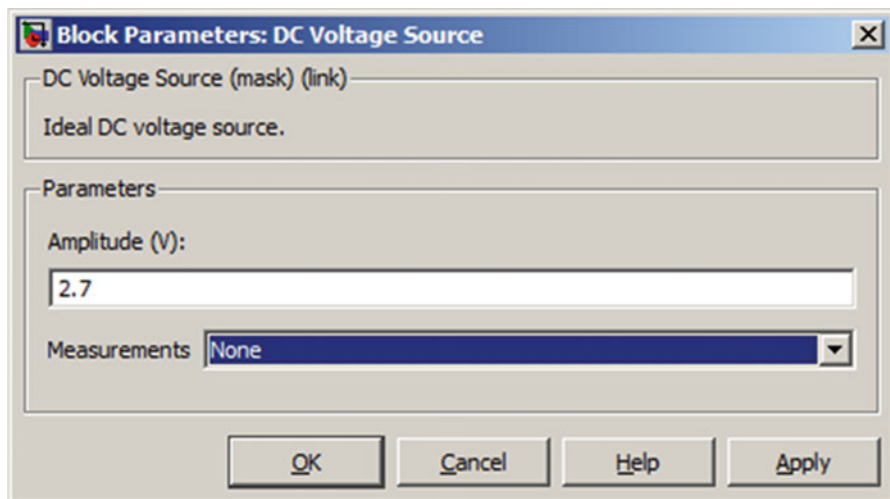 Block Parameters: DC Voltage Source
DC Voltage Source (mask) (link)
Ideal DC voltage source.
Parameters
Amplitude (V):
2.7
Measurements None
OK Cancel Help Apply